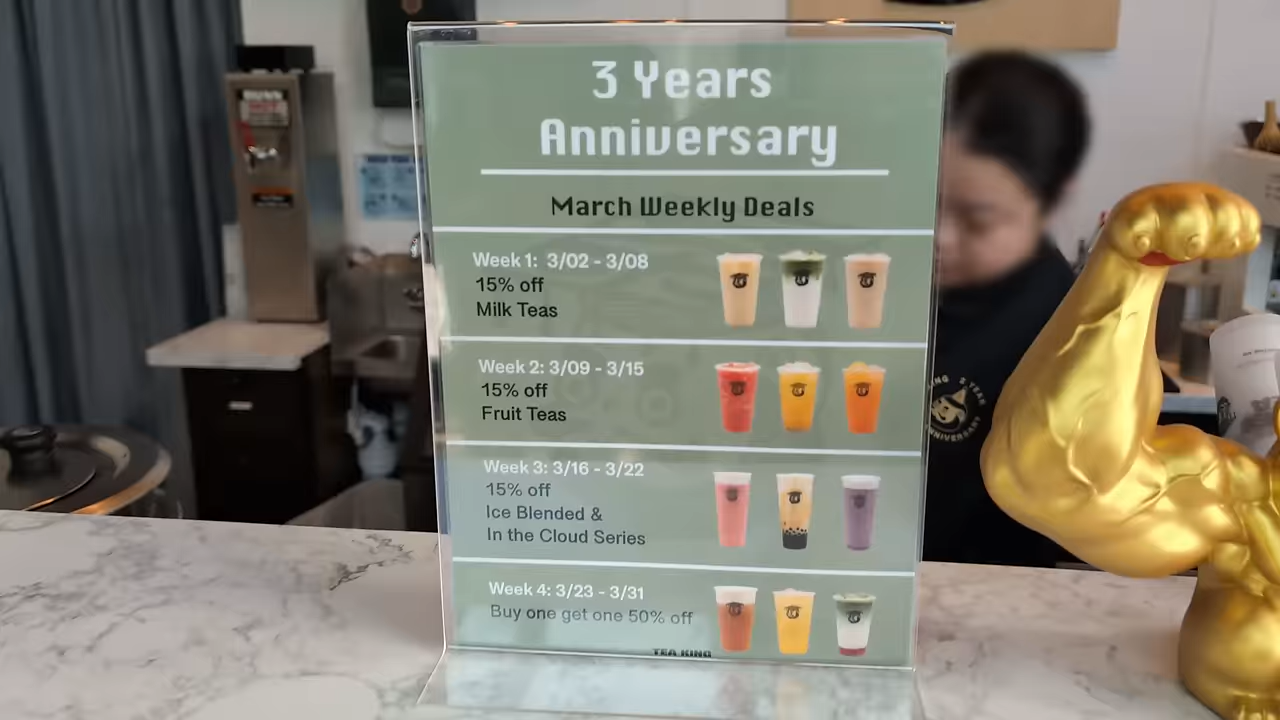 3 Years
Anniversary
March Weekly Deals
Week 1: 3/02 - 3/08
15% off
Milk Teas
Week 2: 3/09 - 3/15
15% off
Fruit Teas
Week 3: 3/16 - 3/22
15% off
Ice Blended &
In the Cloud Series
Week 4: 3/23 - 3/31
Buy one get one 50% off
TEA KING